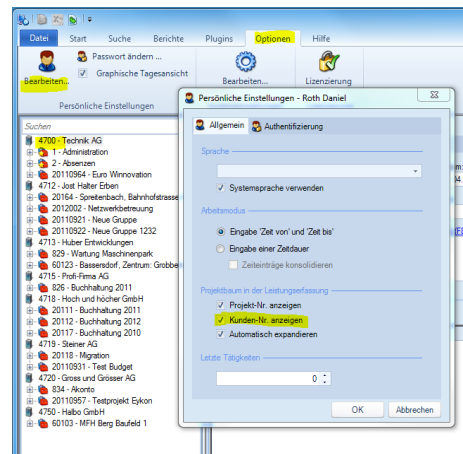 Datei Start Suche Berichte Plugins Optionen Hilfe
Bearbeiten...
Passwort ändern ...
Graphische Tagesansicht
Persönliche Einstellungen
Bearbeiten...
Lizenzierung
Suchen
4700 - Technik AG
1 - Administration
2 - Absenzen
20110964 - Euro Winnovation
4712 - Jost Halter Erben
20164 - Spreitenbach, Bahnhofstrasse
2012002 - Netzwerkbetreuung
20110921 - Neue Gruppe
20110922 - Neue Gruppe 1232
4713 - Huber Entwicklungen
829 - Wartung Maschinenpark
60123 - Bassersdorf, Zentrum: Grobbe
4715 - Profi-Firma AG
826 - Buchhaltung 2011
4718 - Hoch und höcher GmbH
20111 - Buchhaltung 2011
20112 - Buchhaltung 2012
20117 - Buchhaltung 2010
4719 - Steiner AG
20118 - Migration
20110931 - Test Budget
4720 - Gross und Grösser AG
834 - Akonto
20110957 - Testprojekt Eykon
4750 - Halbo GmbH
60103 - MFH Berg Baufeld 1
Persönliche Einstellungen - Roth Daniel
Allgemein Authentifizierung
Sprache
Systemsprache verwenden
Arbeitsmodus
Eingabe 'Zeit von' und 'Zeit bis'
Eingabe einer Zeitdauer
Zeiteinträge konsolidieren
Projektbaum in der Leistungserfassung
Projekt-Nr. anzeigen
Kunden-Nr. anzeigen
Automatisch expandieren
Letzte Tätigkeiten
0
OK Abbrechen